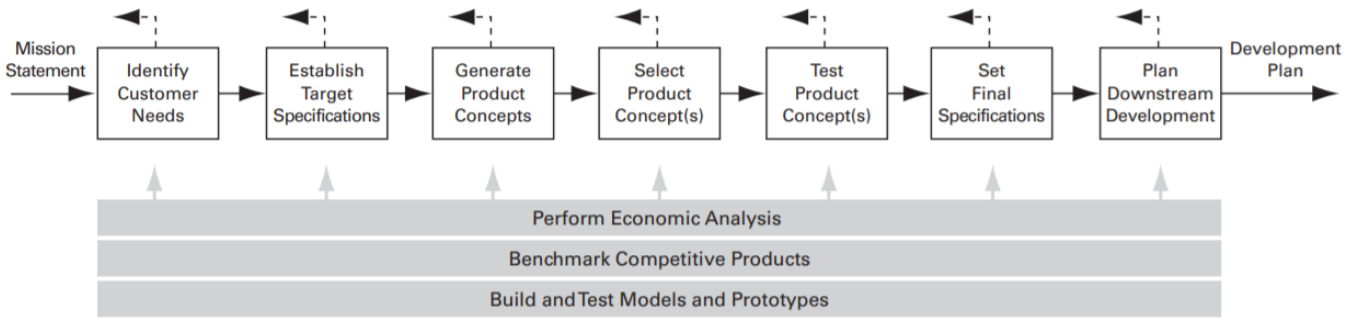 Mission
Statement
Identify
Customer
Needs
Establish
Target
Specifications
Generate
Product
Concepts
Select
Product
Concept(s)
Test
Product
Concept(s)
Set
Final
Specifications
Plan
Downstream
Development
Development
Plan
Perform Economic Analysis
Benchmark Competitive Products
Build and Test Models and Prototypes